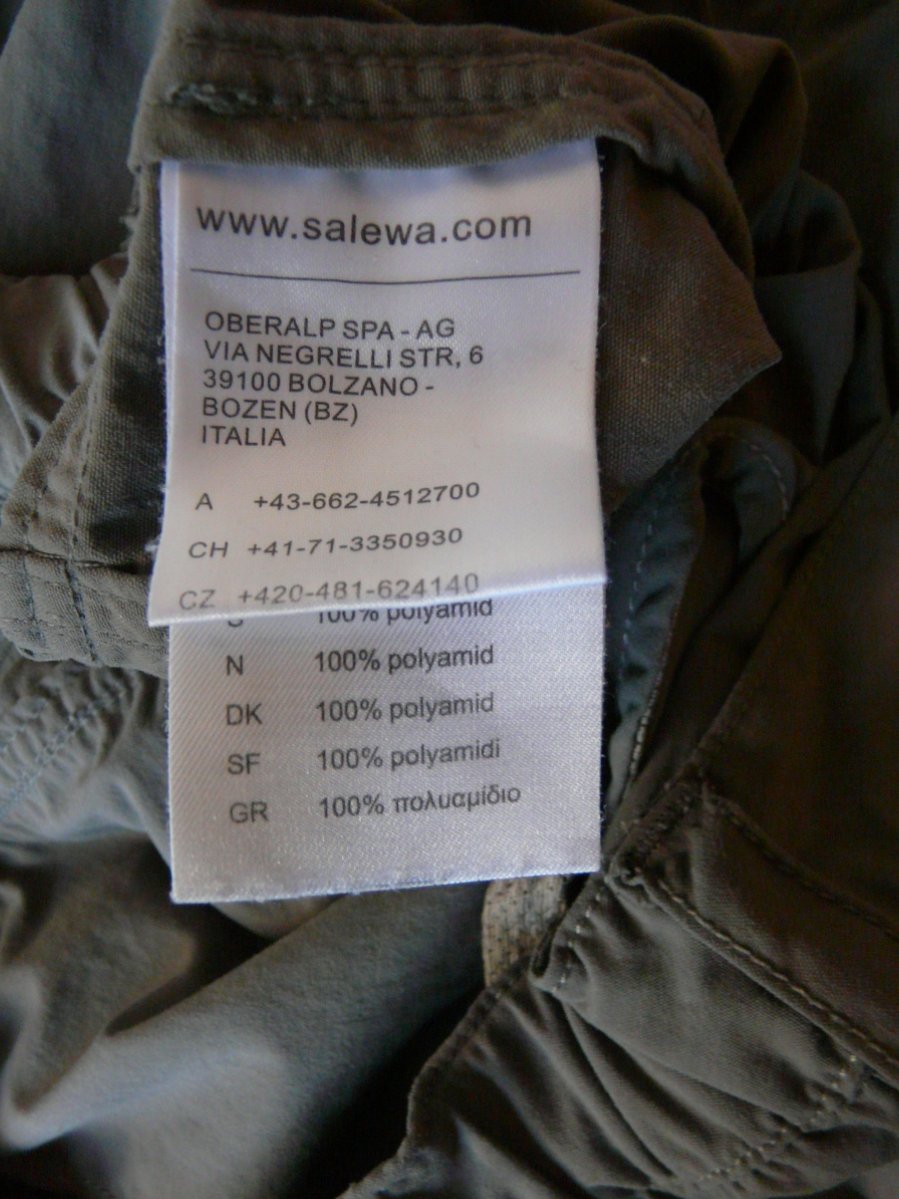 www.salewa.com
OBERALP SPA - AG
VIA NEGRELLI STR, 6
39100 BOLZANO -
BOZEN (BZ)
ITALIA
A +43-662-4512700
CH +41-71-3350930
CZ +420-481-624140
100% polyamid
N 100% polyamid
DK 100% polyamid
SF 100% polyamidi
GR 100% πολυαμίδιο